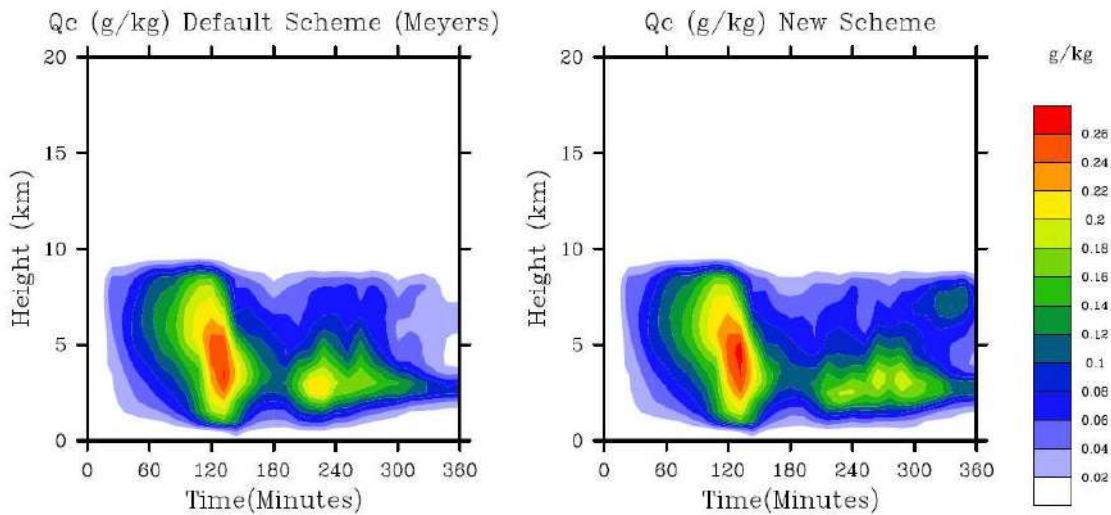 Qc (g/kg) Default Scheme (Meyers)
20
15
10
5
0
Height (km)
0 60 120 180 240 300 360
Time(Minutes)
Qc (g/kg) New Scheme
20
15
10
5
0
Height (km)
0 60 120 180 240 300 360
Time(Minutes)
g/kg
0.26
0.24
0.22
0.2
0.18
0.16
0.14
0.12
0.1
0.08
0.06
0.04
0.02